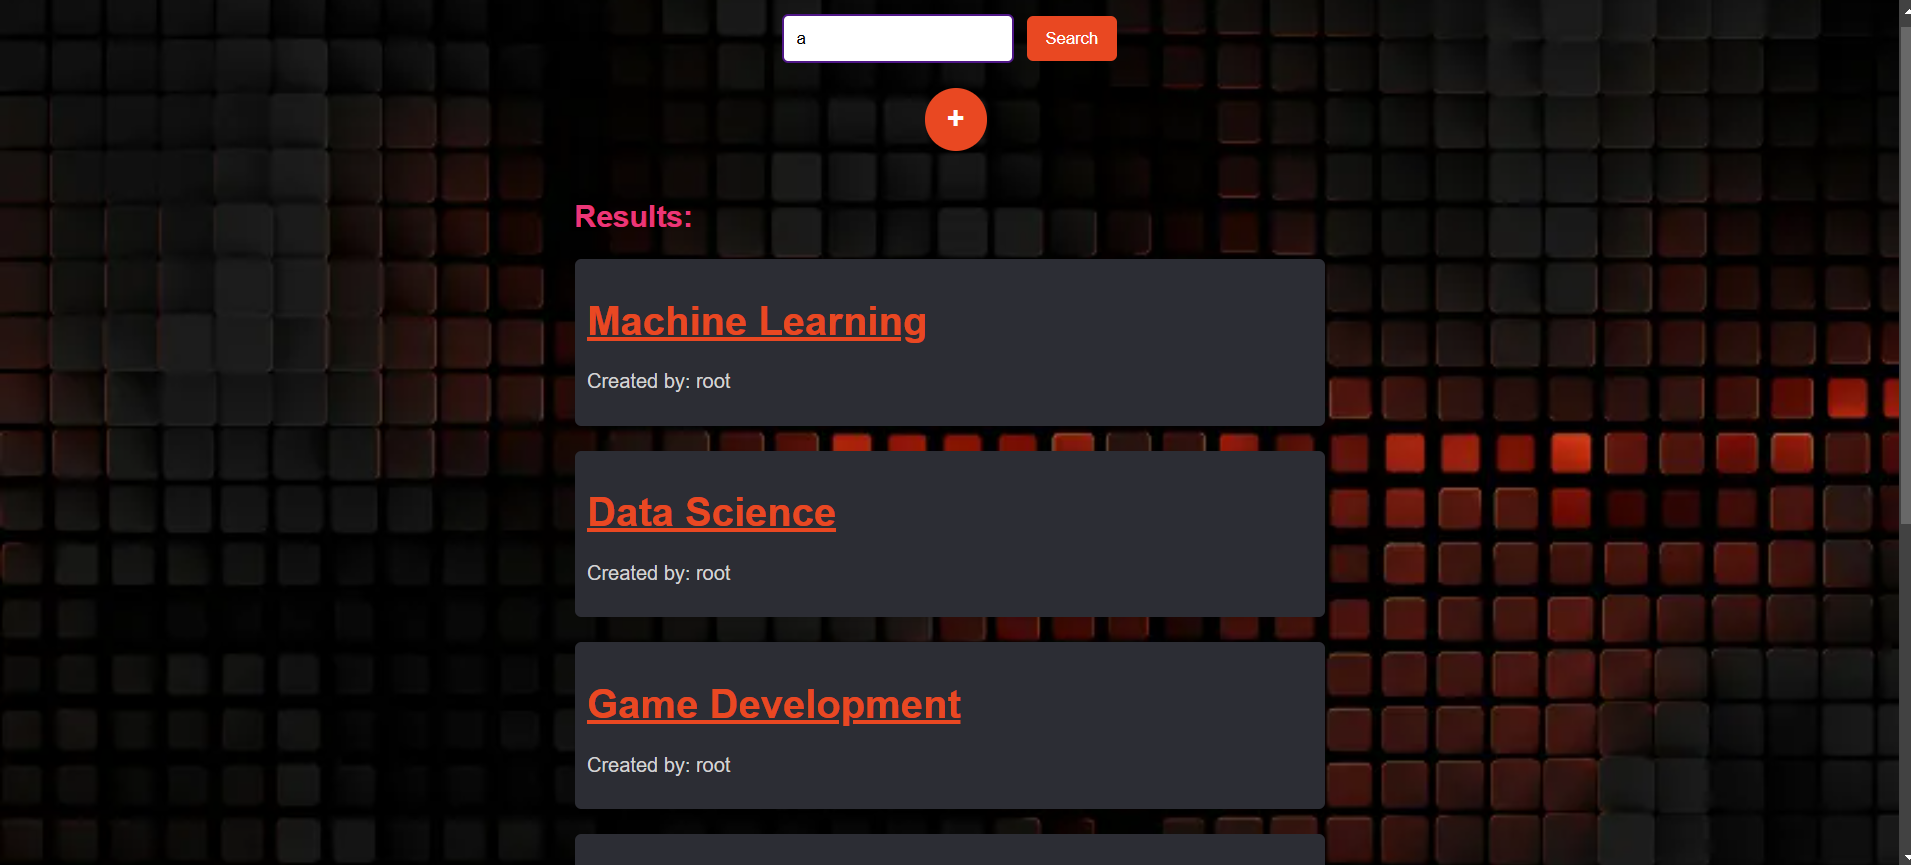 a
Search
+
Results:
Machine Learning
Created by: root
Data Science
Created by: root
Game Development
Created by: root